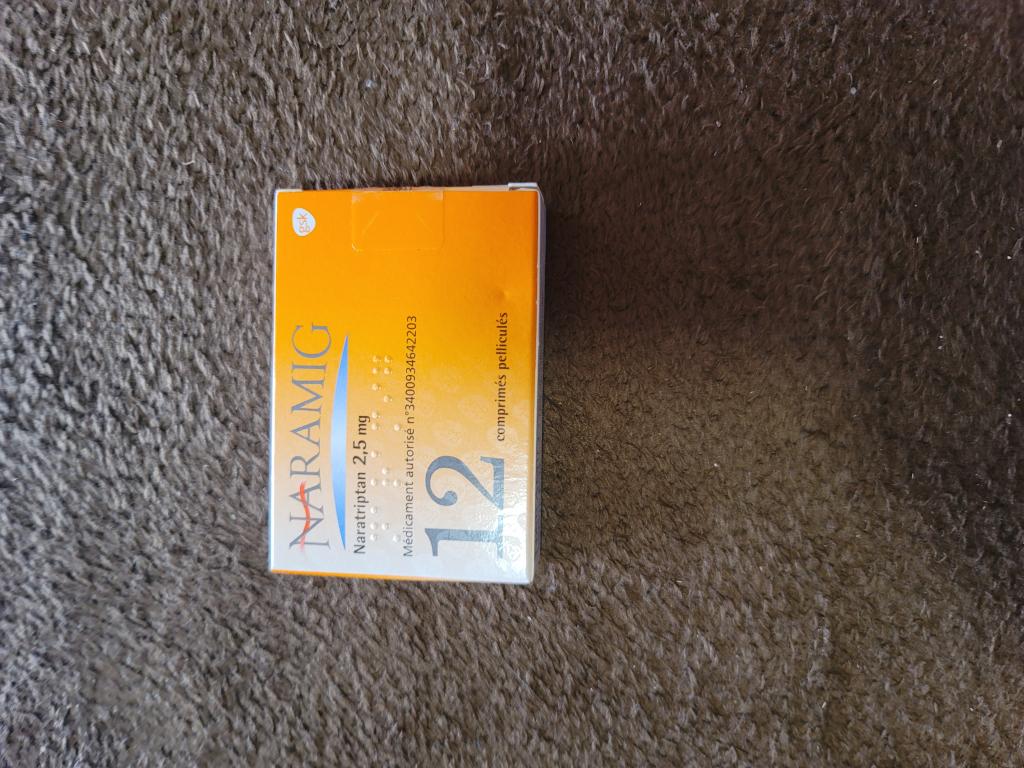 NARAMIG
Naratriptan 2,5 mg
Médicament autorisé n°3400934642203
12 comprimés pelliculés
gsk